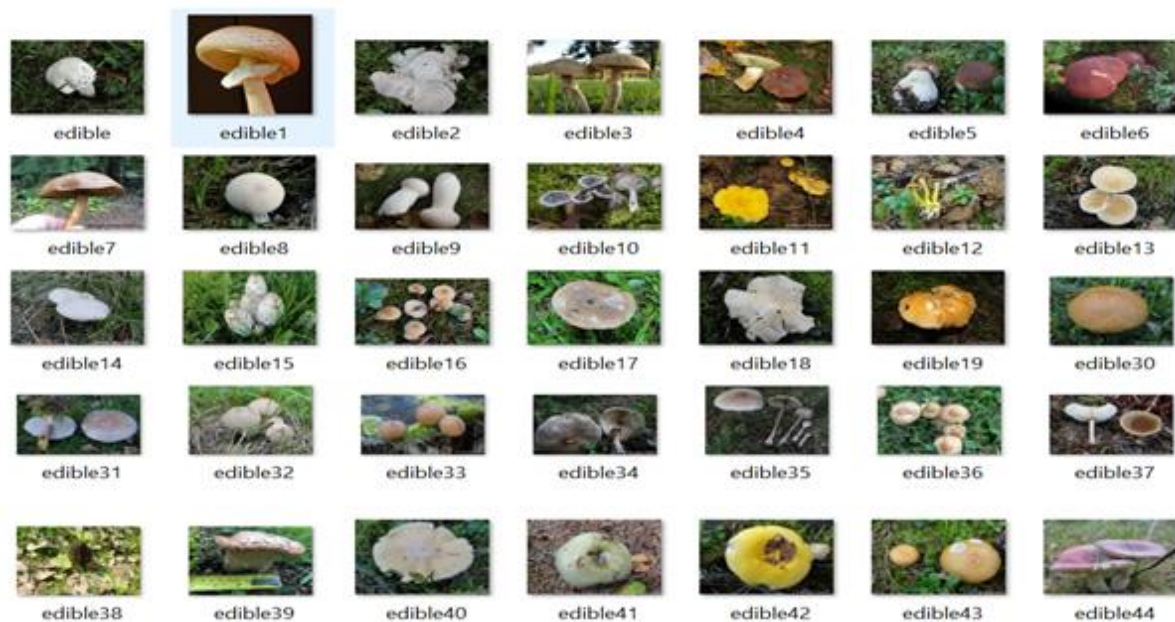 edible edible1 edible2 edible3 edible4 edible5 edible6
edible7 edible8 edible9 edible10 edible11 edible12 edible13
edible14 edible15 edible16 edible17 edible18 edible19 edible30
edible31 edible32 edible33 edible34 edible35 edible36 edible37
edible38 edible39 edible40 edible41 edible42 edible43 edible44